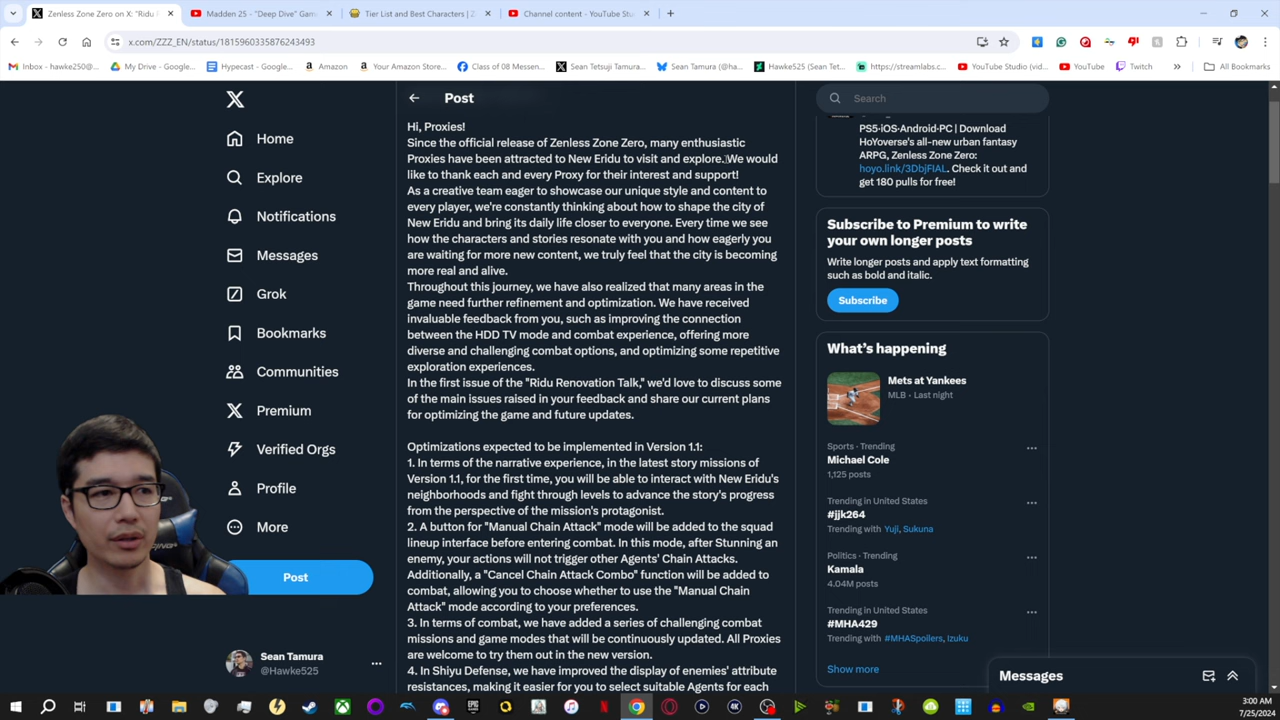 Zenless Zone Zero on X: "Ridu R
Madden 25 - "Deep Dive" Gam
Tier List and Best Characters | Z
Channel content - YouTube Stu
x.com/ZZZ_EN/status/1815960335876243493
Inbox - hawke250@...
My Drive - Google...
Hypecast - Google...
Amazon
Your Amazon Store...
Class of 08 Messen...
Sean Tetsuji Tamura...
Sean Tamura (@ha...
Hawke525 (Sean Tet...
https://streamlabs.c...
YouTube Studio (vid...
YouTube
Twitch
All Bookmarks
Home
Explore
Notifications
Messages
Grok
Bookmarks
Communities
Premium
Verified Orgs
Profile
More
Post
Sean Tamura
@Hawke525
Post
Hi, Proxies!
Since the official release of Zenless Zone Zero, many enthusiastic
Proxies have been attracted to New Eridu to visit and explore. We would
like to thank each and every Proxy for their interest and support!
As a creative team eager to showcase our unique style and content to
every player, we're constantly thinking about how to shape the city of
New Eridu and bring its daily life closer to everyone. Every time we see
how the characters and stories resonate with you and how eagerly you
are waiting for more new content, we truly feel that the city is becoming
more real and alive.
Throughout this journey, we have also realized that many areas in the
game need further refinement and optimization. We have received
invaluable feedback from you, such as improving the connection
between the HDD TV mode and combat experience, offering more
diverse and challenging combat options, and optimizing some repetitive
exploration experiences.
In the first issue of the "Ridu Renovation Talk," we'd love to discuss some
of the main issues raised in your feedback and share our current plans
for optimizing the game and future updates.
Optimizations expected to be implemented in Version 1.1:
1. In terms of the narrative experience, in the latest story missions of
Version 1.1, for the first time, you will be able to interact with New Eridu's
neighborhoods and fight through levels to advance the story's progress
from the perspective of the mission's protagonist.
2. A button for "Manual Chain Attack" mode will be added to the squad
lineup interface before entering combat. In this mode, after Stunning an
enemy, your actions will not trigger other Agents' Chain Attacks.
Additionally, a "Cancel Chain Attack Combo" function will be added to
combat, allowing you to choose whether to use the "Manual Chain
Attack" mode according to your preferences.
3. In terms of combat, we have added a series of challenging combat
missions and game modes that will be continuously updated. All Proxies
are welcome to try them out in the new version.
4. In Shiyu Defense, we have improved the display of enemies' attribute
resistances, making it easier for you to select suitable Agents for each
Search
PS5·iOS·Android·PC | Download
HoYoverse's all-new urban fantasy
ARPG, Zenless Zone Zero:
hoyo.link/3DbjFIAL. Check it out and
get 180 pulls for free!
Subscribe to Premium to write
your own longer posts
Write longer posts and apply text formatting
such as bold and italic.
Subscribe
What's happening
Mets at Yankees
MLB · Last night
Sports · Trending
Michael Cole
1,125 posts
Trending in United States
#jjk264
Trending with Yuji, Sukuna
Politics · Trending
Kamala
4.04M posts
Trending in United States
#MHA429
Trending with #MHASpoilers, Izuku
Show more
Messages
3:00 AM
7/25/2024